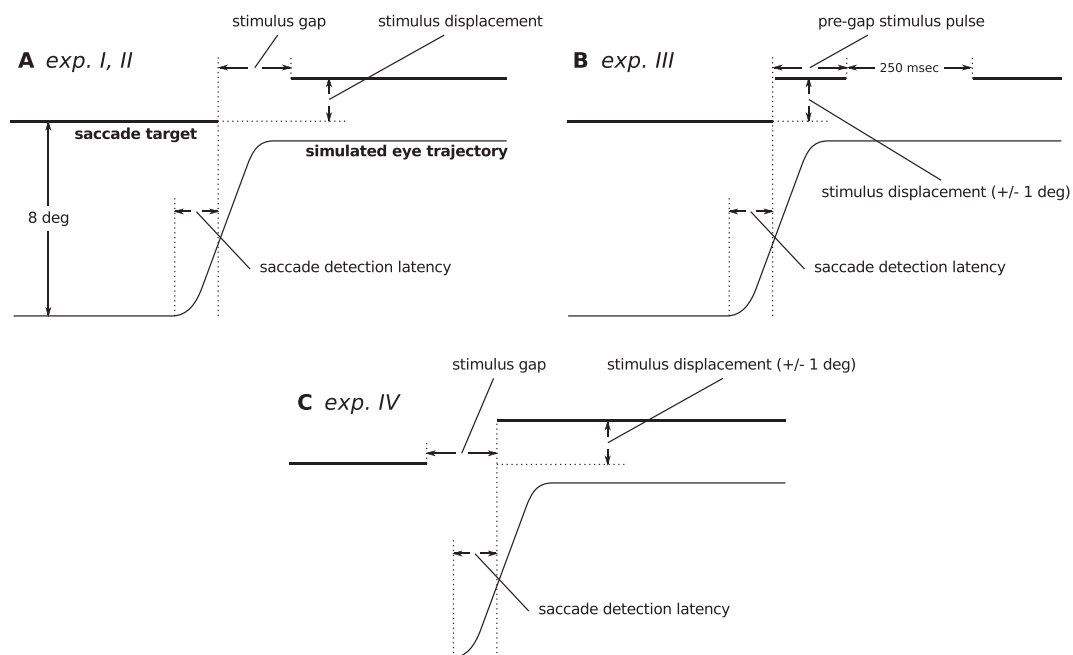 stimulus gap
stimulus displacement
A exp. I, II
saccade target
simulated eye trajectory
8 deg
saccade detection latency
pre-gap stimulus pulse
B exp. III
250 msec
stimulus displacement (+/- 1 deg)
saccade detection latency
stimulus gap
stimulus displacement (+/- 1 deg)
C exp. IV
saccade detection latency